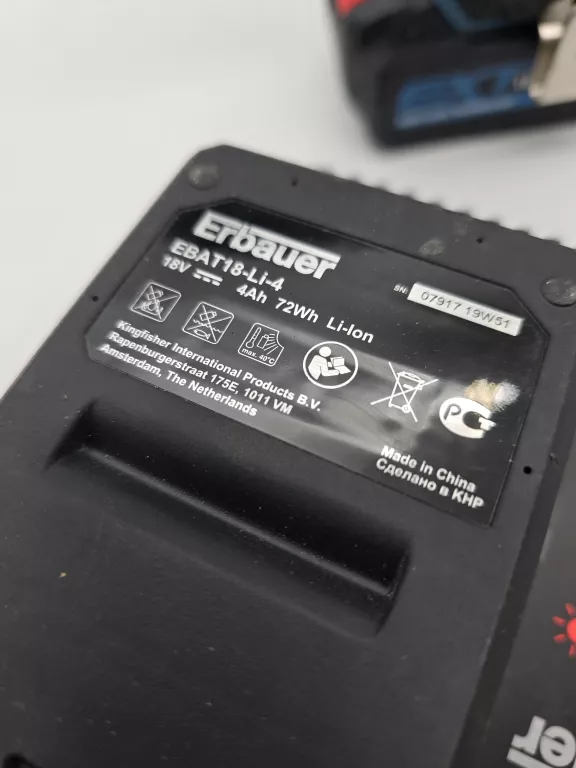 Erbauer
EBAT18-Li-4
18V 4Ah 72Wh Li-Ion
SN: 07917 19W51
max. 40°C
Kingfisher International Products B.V.
Rapenburgerstraat 175E, 1011 VM
Amsterdam, The Netherlands
Made in China
Сделано в КНР